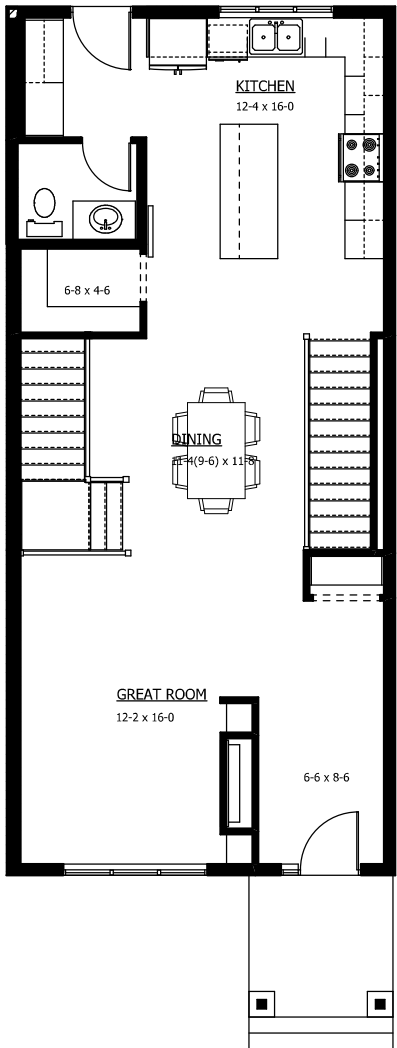 KITCHEN
12-4 x 16-0
6-8 x 4-6
DINING
11-4(9-6) x 11-8
GREAT ROOM
12-2 x 16-0
6-6 x 8-6